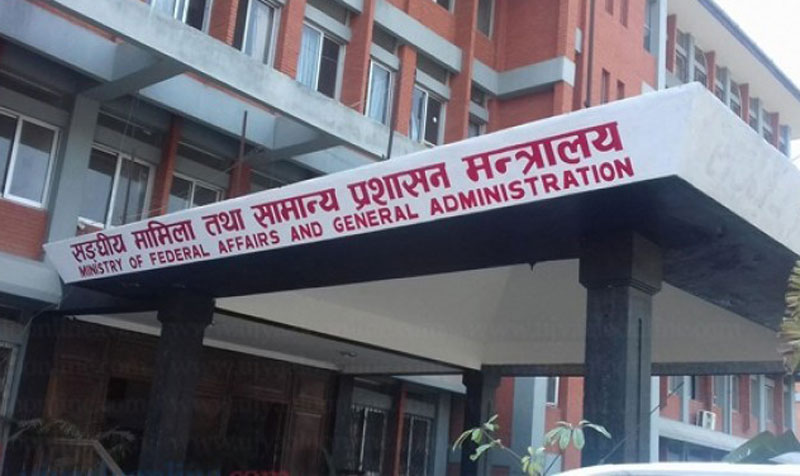 सङ्घीय मामिला तथा सामान्य प्रशासन मन्त्रालय
MINISTRY OF FEDERAL AFFAIRS AND GENERAL ADMINISTRATION